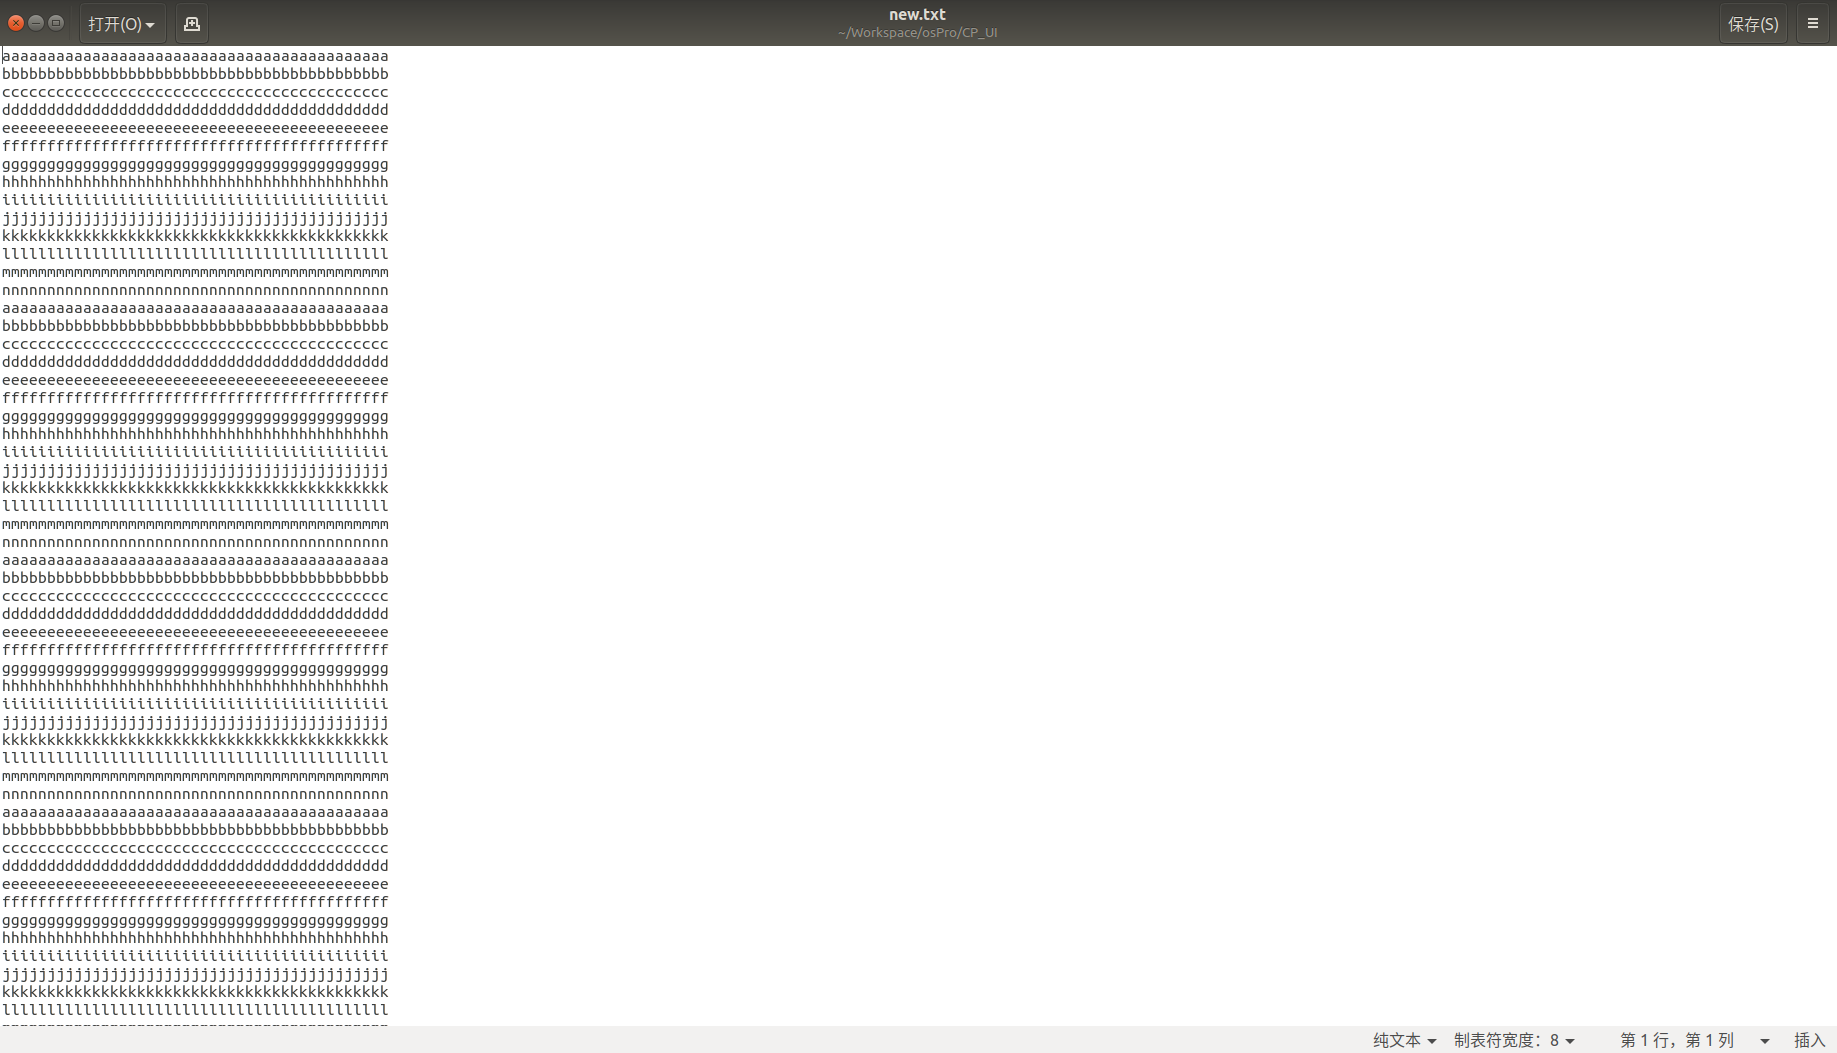 打开(O)
new.txt
~/Workspace/osPro/CP_UI
保存(S)
aaaaaaaaaaaaaaaaaaaaaaaaaaaaaaaaaaaaaaaaaaa
bbbbbbbbbbbbbbbbbbbbbbbbbbbbbbbbbbbbbbbbbbb
ccccccccccccccccccccccccccccccccccccccccccc
ddddddddddddddddddddddddddddddddddddddddddd
eeeeeeeeeeeeeeeeeeeeeeeeeeeeeeeeeeeeeeeeeee
fffffffffffffffffffffffffffffffffffffffffff
ggggggggggggggggggggggggggggggggggggggggggg
hhhhhhhhhhhhhhhhhhhhhhhhhhhhhhhhhhhhhhhhhhh
iiiiiiiiiiiiiiiiiiiiiiiiiiiiiiiiiiiiiiiiiii
jjjjjjjjjjjjjjjjjjjjjjjjjjjjjjjjjjjjjjjjjjj
kkkkkkkkkkkkkkkkkkkkkkkkkkkkkkkkkkkkkkkkkkk
lllllllllllllllllllllllllllllllllllllllllll
mmmmmmmmmmmmmmmmmmmmmmmmmmmmmmmmmmmmmmmmmmm
nnnnnnnnnnnnnnnnnnnnnnnnnnnnnnnnnnnnnnnnnnn
aaaaaaaaaaaaaaaaaaaaaaaaaaaaaaaaaaaaaaaaaaa
bbbbbbbbbbbbbbbbbbbbbbbbbbbbbbbbbbbbbbbbbbb
ccccccccccccccccccccccccccccccccccccccccccc
ddddddddddddddddddddddddddddddddddddddddddd
eeeeeeeeeeeeeeeeeeeeeeeeeeeeeeeeeeeeeeeeeee
fffffffffffffffffffffffffffffffffffffffffff
ggggggggggggggggggggggggggggggggggggggggggg
hhhhhhhhhhhhhhhhhhhhhhhhhhhhhhhhhhhhhhhhhhh
iiiiiiiiiiiiiiiiiiiiiiiiiiiiiiiiiiiiiiiiiii
jjjjjjjjjjjjjjjjjjjjjjjjjjjjjjjjjjjjjjjjjjj
kkkkkkkkkkkkkkkkkkkkkkkkkkkkkkkkkkkkkkkkkkk
lllllllllllllllllllllllllllllllllllllllllll
mmmmmmmmmmmmmmmmmmmmmmmmmmmmmmmmmmmmmmmmmmm
nnnnnnnnnnnnnnnnnnnnnnnnnnnnnnnnnnnnnnnnnnn
aaaaaaaaaaaaaaaaaaaaaaaaaaaaaaaaaaaaaaaaaaa
bbbbbbbbbbbbbbbbbbbbbbbbbbbbbbbbbbbbbbbbbbb
ccccccccccccccccccccccccccccccccccccccccccc
ddddddddddddddddddddddddddddddddddddddddddd
eeeeeeeeeeeeeeeeeeeeeeeeeeeeeeeeeeeeeeeeeee
fffffffffffffffffffffffffffffffffffffffffff
ggggggggggggggggggggggggggggggggggggggggggg
hhhhhhhhhhhhhhhhhhhhhhhhhhhhhhhhhhhhhhhhhhh
iiiiiiiiiiiiiiiiiiiiiiiiiiiiiiiiiiiiiiiiiii
jjjjjjjjjjjjjjjjjjjjjjjjjjjjjjjjjjjjjjjjjjj
kkkkkkkkkkkkkkkkkkkkkkkkkkkkkkkkkkkkkkkkkkk
lllllllllllllllllllllllllllllllllllllllllll
mmmmmmmmmmmmmmmmmmmmmmmmmmmmmmmmmmmmmmmmmmm
nnnnnnnnnnnnnnnnnnnnnnnnnnnnnnnnnnnnnnnnnnn
aaaaaaaaaaaaaaaaaaaaaaaaaaaaaaaaaaaaaaaaaaa
bbbbbbbbbbbbbbbbbbbbbbbbbbbbbbbbbbbbbbbbbbb
ccccccccccccccccccccccccccccccccccccccccccc
ddddddddddddddddddddddddddddddddddddddddddd
eeeeeeeeeeeeeeeeeeeeeeeeeeeeeeeeeeeeeeeeeee
fffffffffffffffffffffffffffffffffffffffffff
ggggggggggggggggggggggggggggggggggggggggggg
hhhhhhhhhhhhhhhhhhhhhhhhhhhhhhhhhhhhhhhhhhh
iiiiiiiiiiiiiiiiiiiiiiiiiiiiiiiiiiiiiiiiiii
jjjjjjjjjjjjjjjjjjjjjjjjjjjjjjjjjjjjjjjjjjj
kkkkkkkkkkkkkkkkkkkkkkkkkkkkkkkkkkkkkkkkkkk
lllllllllllllllllllllllllllllllllllllllllll
纯文本 制表符宽度：8 第 1 行，第 1 列 插入